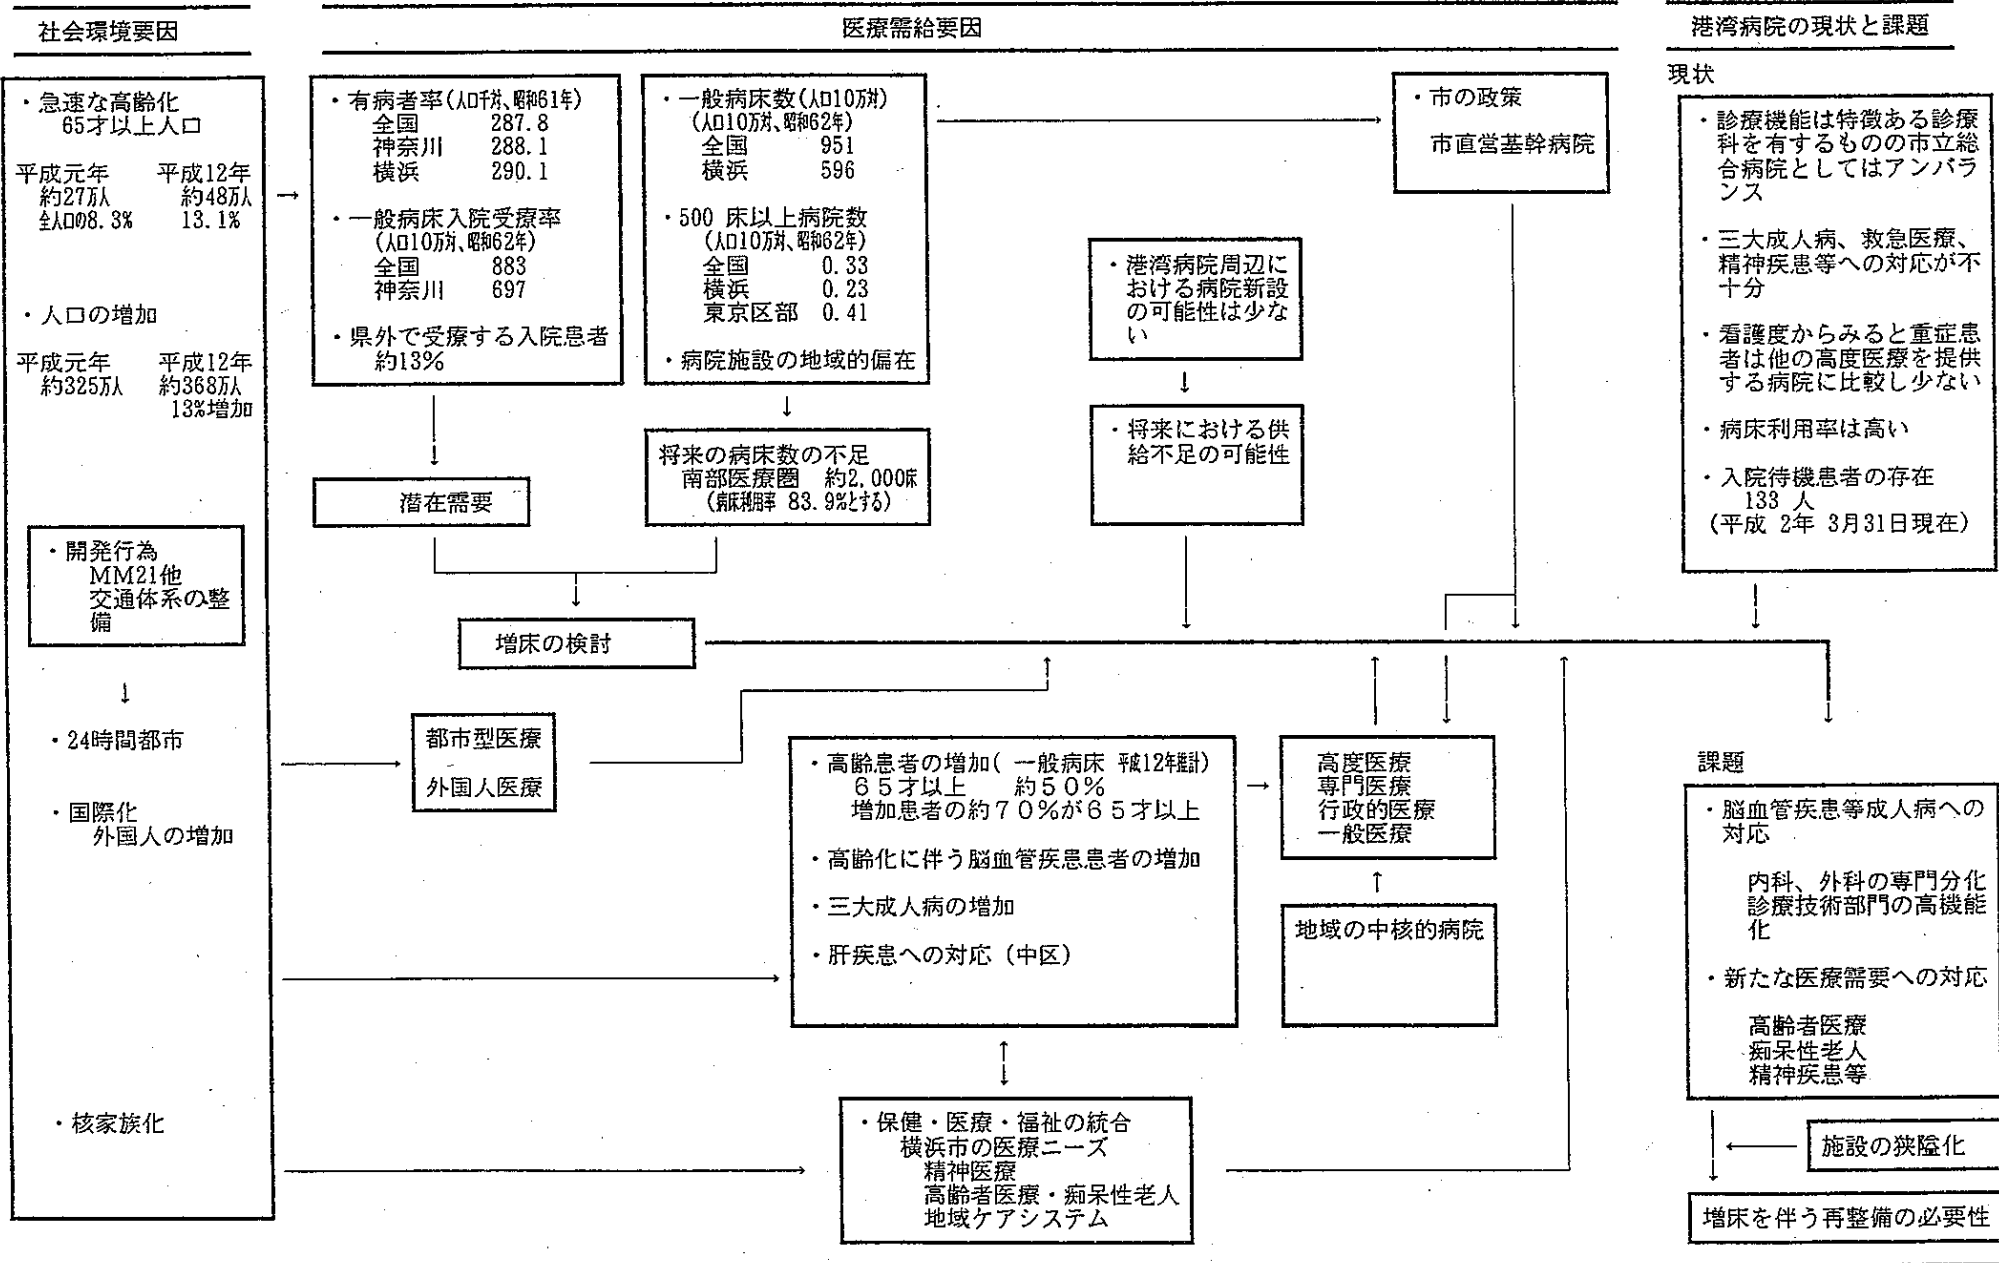 社会環境要因
・急速な高齢化
65才以上人口
平成元年 平成12年
約27万人 約48万人
全人口の8.3% 13.1%
・人口の増加
平成元年 平成12年
約325万人 約368万人
13%増加
・開発行為
MM21他
交通体系の整
備
↓
・24時間都市
・国際化
外国人の増加
・核家族化
医療需給要因
・有病者率(人口千対、昭和61年)
全国 287.8
神奈川 288.1
横浜 290.1
・一般病床入院受療率
(人口10万対、昭和62年)
全国 883
神奈川 697
・県外で受療する入院患者
約13%
潜在需要
・一般病床数(人口10万対)
(人口10万対、昭和62年)
全国 951
横浜 596
・500 床以上病院数
(人口10万対、昭和62年)
全国 0.33
横浜 0.23
東京区部 0.41
・病院施設の地域的偏在
将来の病床数の不足
南部医療圏 約2,000床
(病床利用率 83.9%とする)
増床の検討
・港湾病院周辺に
おける病院新設
の可能性は少な
い
・将来における供
給不足の可能性
・市の政策
市直営基幹病院
都市型医療
外国人医療
・高齢患者の増加( 一般病床 平成12年推計)
65才以上 約50%
増加患者の約70%が65才以上
・高齢化に伴う脳血管疾患患者の増加
・三大成人病の増加
・肝疾患への対応(中区)
高度医療
専門医療
行政的医療
一般医療
地域の中核的病院
・保健・医療・福祉の統合
横浜市の医療ニーズ
精神医療
高齢者医療・痴呆性老人
地域ケアシステム
港湾病院の現状と課題
現状
・診療機能は特徴ある診療
科を有するものの市立総
合病院としてはアンバラ
ンス
・三大成人病、救急医療、
精神疾患等への対応が不
十分
・看護度からみると重症患
者は他の高度医療を提供
する病院に比較し少ない
・病床利用率は高い
・入院待機患者の存在
133 人
(平成 2年 3月31日現在)
課題
・脳血管疾患等成人病への
対応
内科、外科の専門分化
診療技術部門の高機能
化
・新たな医療需要への対応
高齢者医療
痴呆性老人
精神疾患等
施設の狭隘化
増床を伴う再整備の必要性